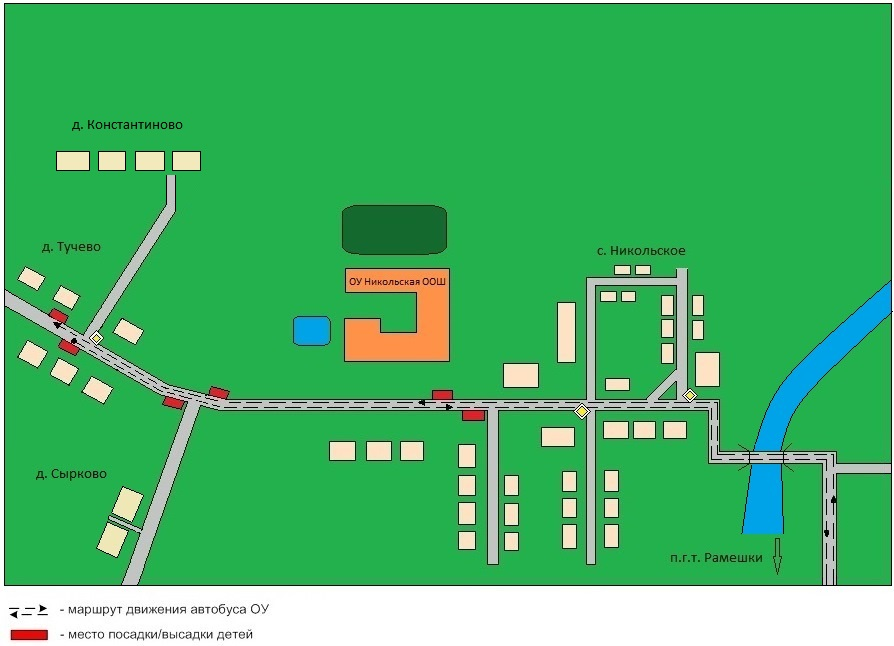 д. Константиново
д. Тучево
с. Никольское
ОУ Никольская ООШ
д. Сырково
п.г.т. Рамешки
- маршрут движения автобуса ОУ
- место посадки/высадки детей